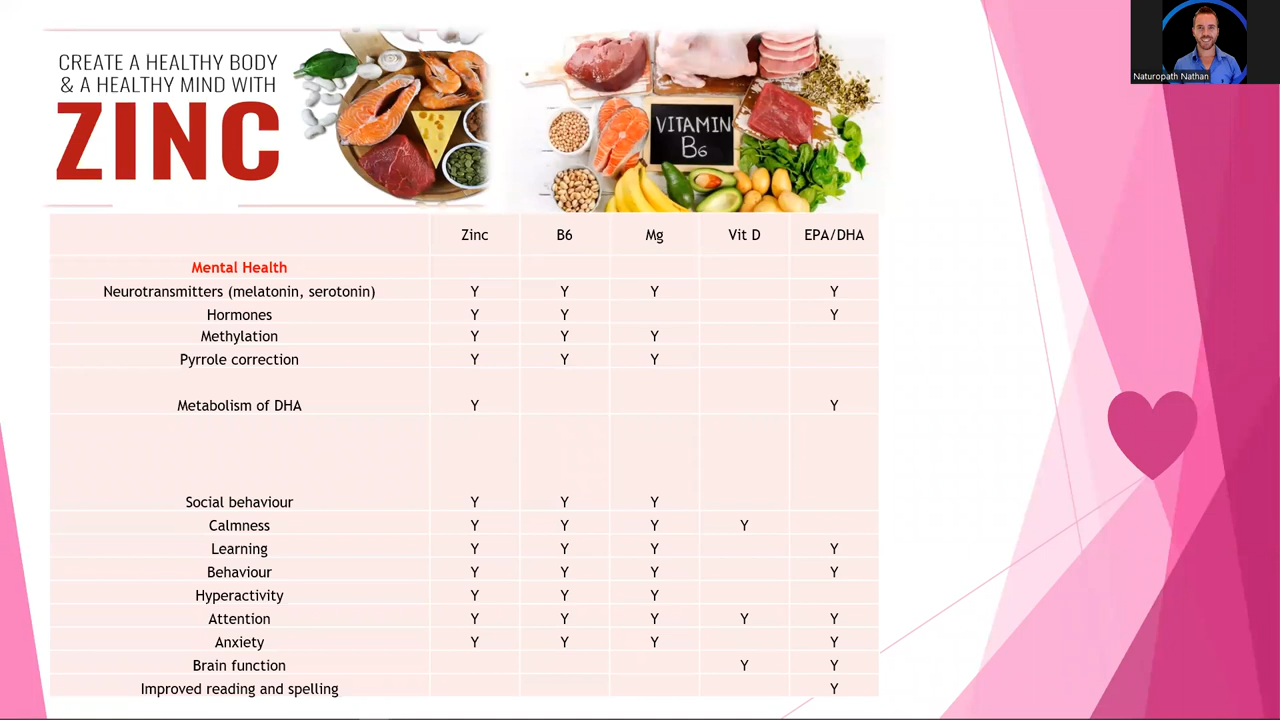 CREATE A HEALTHY BODY
& A HEALTHY MIND WITH
ZINC
VITAMIN
B6
Naturopath Nathan
Zinc B6 Mg Vit D EPA/DHA
Mental Health
Neurotransmitters (melatonin, serotonin) Y Y Y Y
Hormones Y Y Y
Methylation Y Y Y
Pyrrole correction Y Y Y
Metabolism of DHA Y Y
Social behaviour Y Y Y
Calmness Y Y Y Y
Learning Y Y Y Y
Behaviour Y Y Y Y
Hyperactivity Y Y Y
Attention Y Y Y Y Y
Anxiety Y Y Y Y
Brain function Y Y
Improved reading and spelling Y